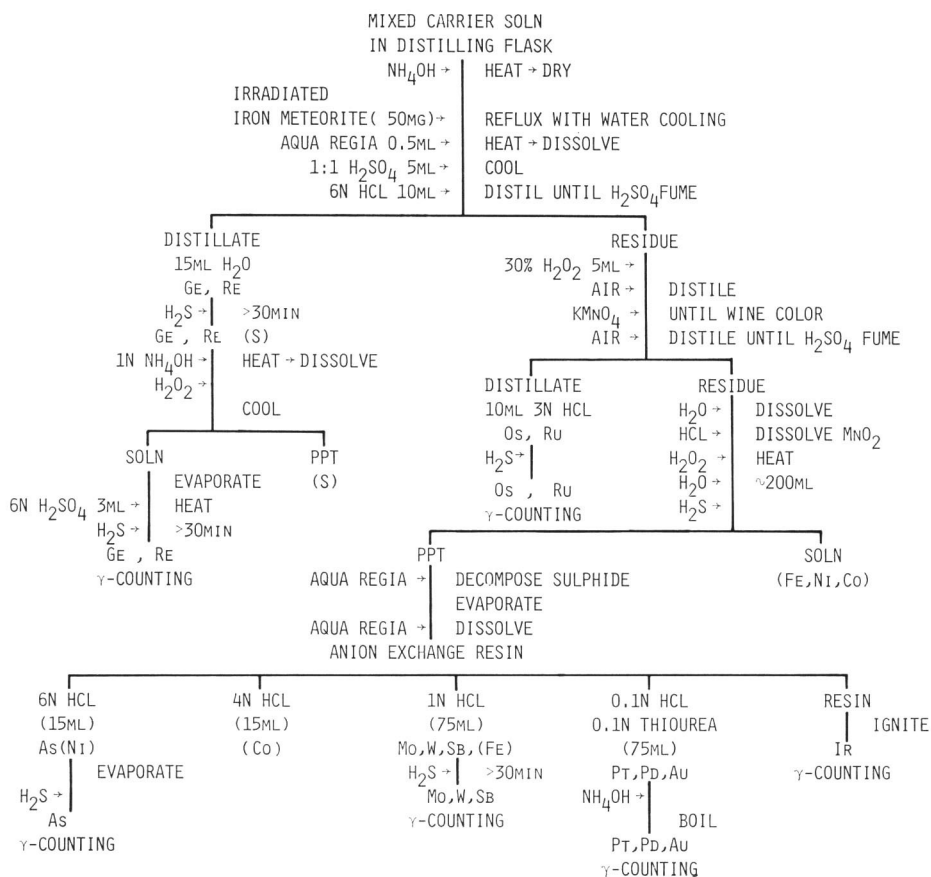 MIXED CARRIER SOLN
IN DISTILLING FLASK
NH4OH→ HEAT→DRY
IRRADIATED
IRON METEORITE( 50MG)→ REFLUX WITH WATER COOLING
AQUA REGIA 0.5ML→ HEAT→DISSOLVE
1:1 H2SO4 5ML→ COOL
6N HCL 10ML→ DISTIL UNTIL H2SO4 FUME
DISTILLATE
15ML H2O
GE, RE
H2S→ >30MIN
GE , RE (S)
1N NH4OH→ HEAT→DISSOLVE
H2O2→
COOL
SOLN
PPT
EVAPORATE
(S)
6N H2SO4 3ML→ HEAT
H2S→ >30MIN
GE , RE
γ-COUNTING
RESIDUE
30% H2O2 5ML→
AIR→ DISTILE
KMNO4→ UNTIL WINE COLOR
AIR→ DISTILE UNTIL H2SO4 FUME
DISTILLATE
10ML 3N HCL
OS, RU
H2S→
OS , RU
γ-COUNTING
RESIDUE
H2O→ DISSOLVE
HCL→ DISSOLVE MNO2
H2O2→ HEAT
H2O→ ~200ML
H2S→
PPT
AQUA REGIA→ DECOMPOSE SULPHIDE
EVAPORATE
AQUA REGIA→ DISSOLVE
ANION EXCHANGE RESIN
SOLN
(FE,NI,CO)
6N HCL
(15ML)
AS(NI)
EVAPORATE
H2S→
AS
γ-COUNTING
4N HCL
(15ML)
(CO)
1N HCL
(75ML)
MO,W,SB,(FE)
H2S→ >30MIN
MO,W,SB
γ-COUNTING
0.1N HCL
0.1N THIOUREA
(75ML)
PT,PD,AU
NH4OH→
BOIL
PT,PD,AU
γ-COUNTING
RESIN
IGNITE
IR
γ-COUNTING